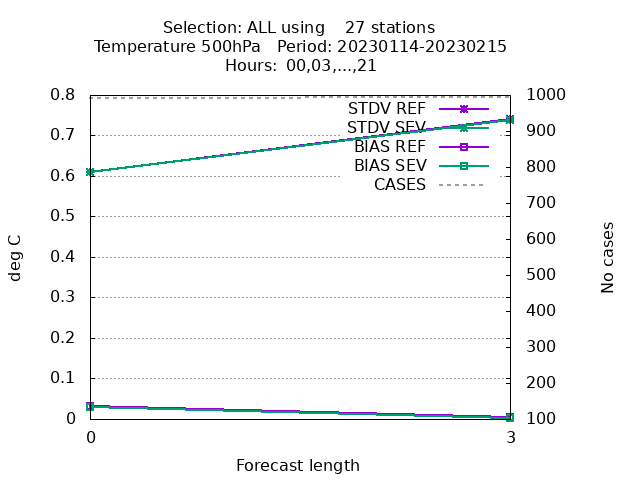 Selection: ALL using    27 stations
Temperature 500hPa   Period: 20230114-20230215
Hours:  00,03,...,21
0.8
0.7
0.6
0.5
0.4
0.3
0.2
0.1
0
1000
900
800
700
600
500
400
300
200
100
STDV REF
STDV SEV
BIAS REF
BIAS SEV
CASES
deg C
No cases
0
3
Forecast length